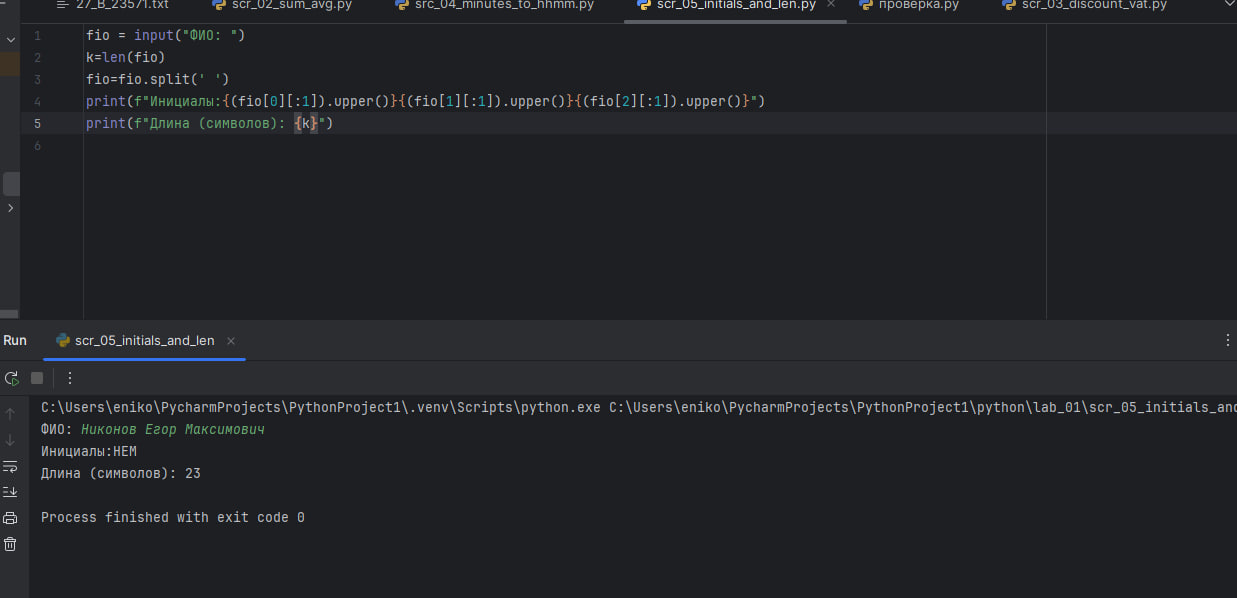 27_B_23571.txt scr_02_sum_avg.py src_04_minutes_to_hhmm.py scr_05_initials_and_len.py проверка.py scr_03_discount_vat.py
1 fio = input("ФИО: ")
2 k=len(fio)
3 fio=fio.split(' ')
4 print(f"Инициалы:{(fio[0][:1]).upper()}{(fio[1][:1]).upper()}{(fio[2][:1]).upper()}")
5 print(f"Длина (символов): {k}")
6
Run scr_05_initials_and_len
C:\Users\eniko\PycharmProjects\PythonProject1\.venv\Scripts\python.exe C:\Users\eniko\PycharmProjects\PythonProject1\python\lab_01\scr_05_initials_and
ФИО: Никонов Егор Максимович
Инициалы:НЕМ
Длина (символов): 23
Process finished with exit code 0